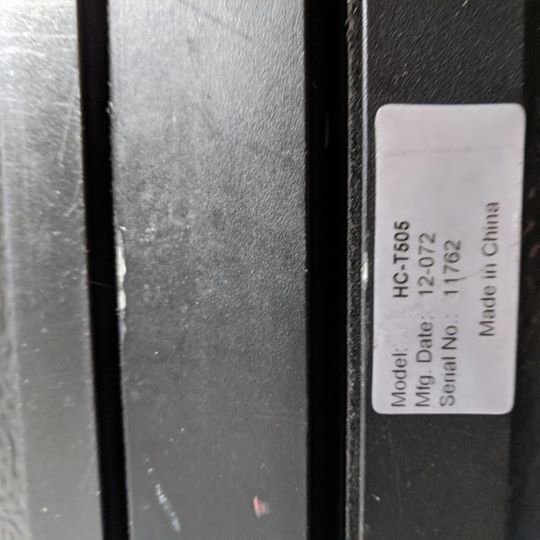 Model: HC-T505
Mfg. Date: 12-072
Serial No.: 11762
Made in China